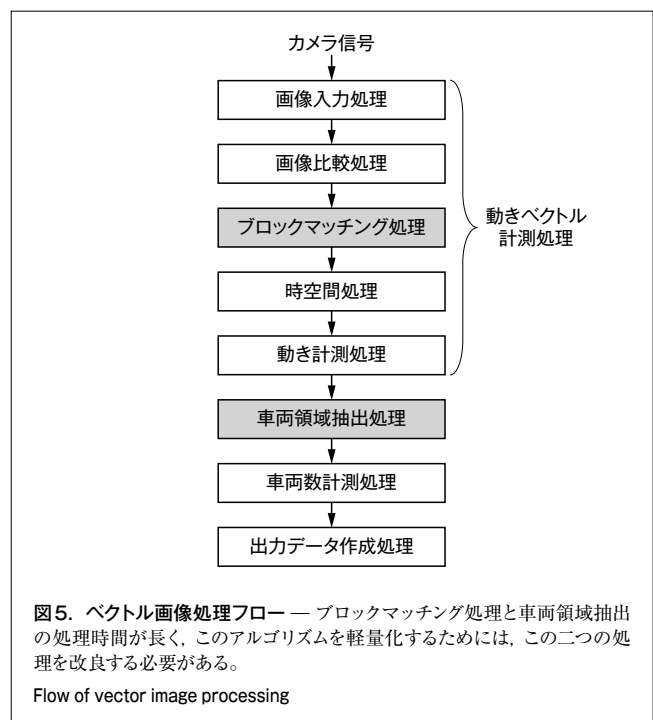 カメラ信号
画像入力処理
画像比較処理
ブロックマッチング処理
時空間処理
動き計測処理
動きベクトル
計測処理
車両領域抽出処理
車両数計測処理
出力データ作成処理
図5. ベクトル画像処理フロー — ブロックマッチング処理と車両領域抽出
の処理時間が長く，このアルゴリズムを軽量化するためには，この二つの処
理を改良する必要がある。
Flow of vector image processing